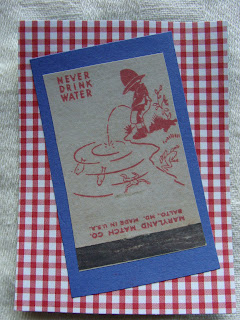 NEVER
DRINK
WATER
MARYLAND MATCH CO.
BALTO., MD. MADE IN U.S.A.